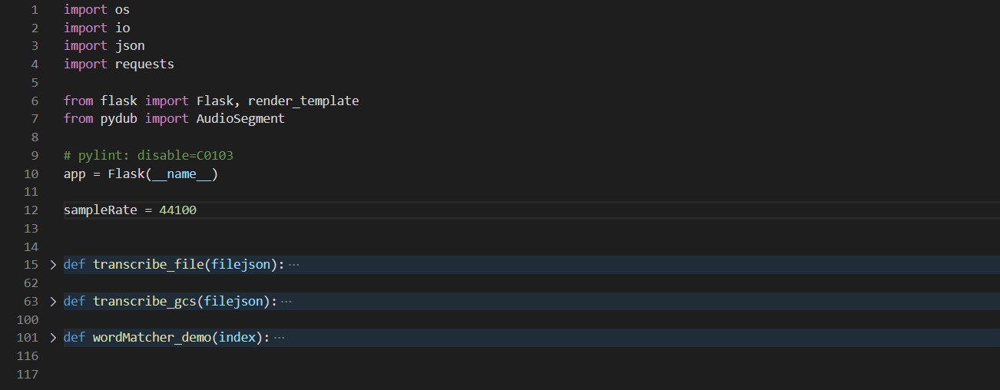 1 import os
2 import io
3 import json
4 import requests
5
6 from flask import Flask, render_template
7 from pydub import AudioSegment
8
9 # pylint: disable=C0103
10 app = Flask(__name__)
11
12 sampleRate = 44100
13
14
15 > def transcribe_file(filejson):···
62
63 > def transcribe_gcs(filejson):···
100
101 > def wordMatcher_demo(index):···
116
117